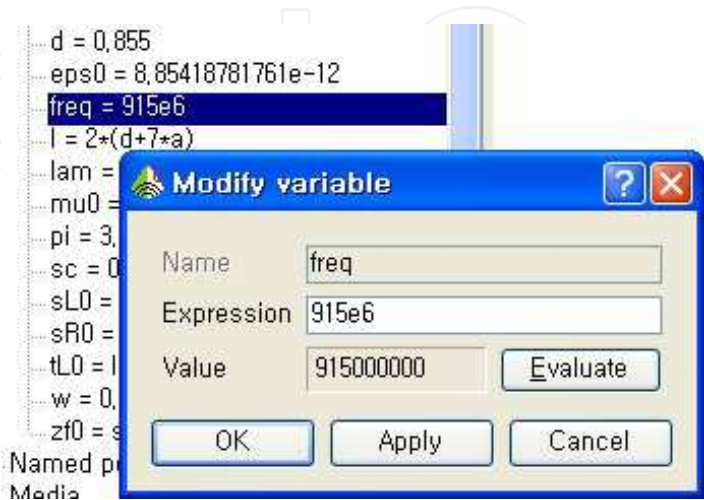 d = 0,855
eps0 = 8,85418781761e-12
freq = 915e6
l = 2*(d+7*a)
lam =
Modify variable
mu0 =
pi = 3,
Name freq
sc = 0
sL0 =
Expression 915e6
sR0 =
tL0 = l
Value 915000000 Evaluate
w = 0,
zf0 = s
OK Apply Cancel
Named p
Media